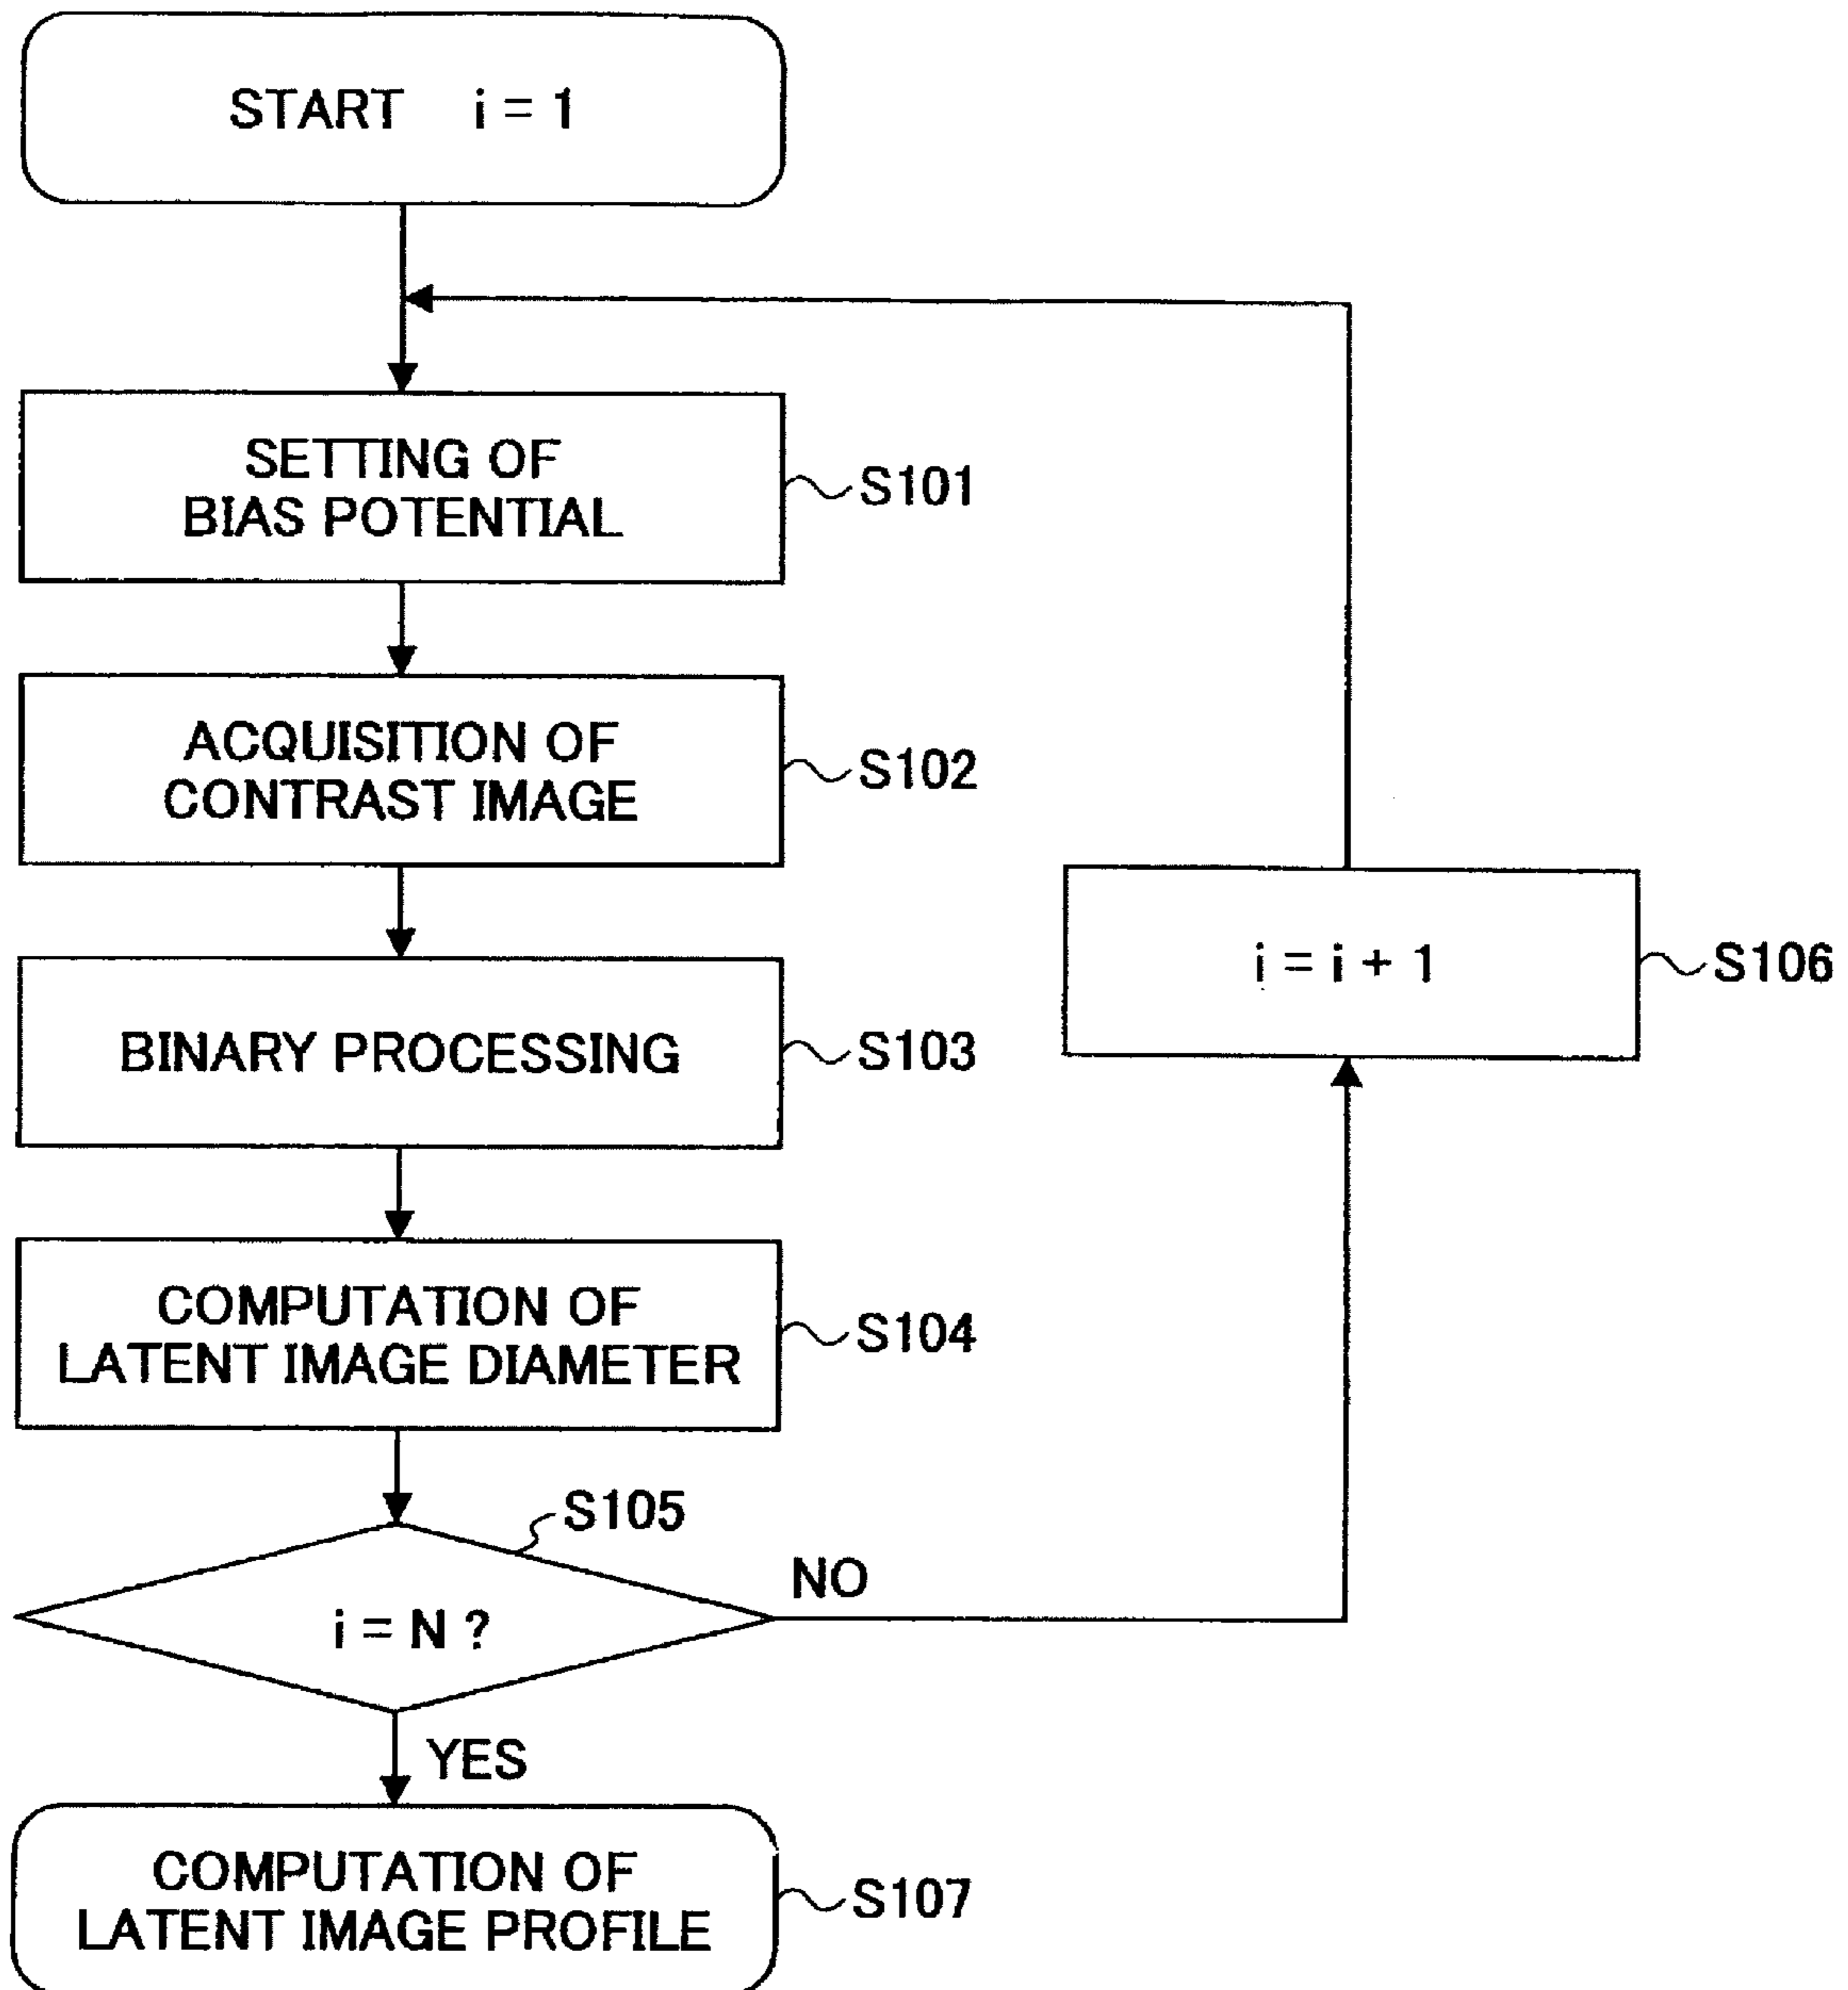 START i = 1
SETTING OF
BIAS POTENTIAL
S101
ACQUISITION OF
CONTRAST IMAGE
S102
BINARY PROCESSING
S103
i = i + 1
S106
COMPUTATION OF
LATENT IMAGE DIAMETER
S104
S105
i = N ?
NO
YES
COMPUTATION OF
LATENT IMAGE PROFILE
S107